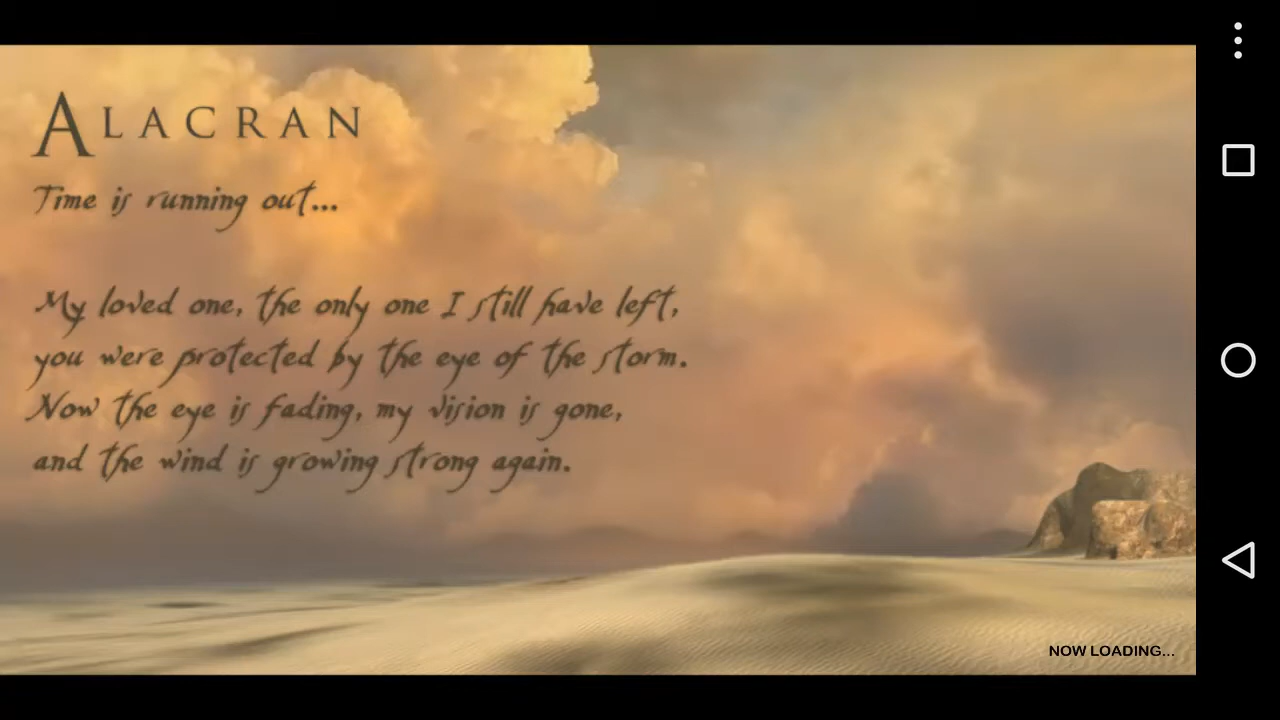 ALACRAN
Time is running out...
My loved one, the only one I still have left,
you were protected by the eye of the storm.
Now the eye is fading, my vision is gone,
and the wind is growing strong again.
NOW LOADING...